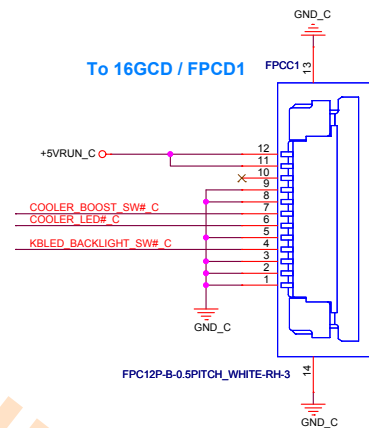 GND_C
To 16GCD / FPCD1
FPCC1
13
+5VRUN_C
12
11
10
9
8
COOLER_BOOST_SW#_C
7
COOLER_LED#_C
6
5
KBLED_BACKLIGHT_SW#_C
4
3
2
1
GND_C
FPC12P-B-0.5PITCH_WHITE-RH-3
14
GND_C